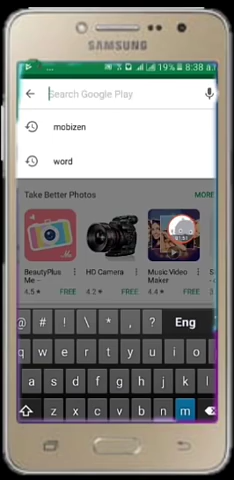 SAMSUNG
19% 8:38 a
Search Google Play
mobizen
word
Take Better Photos MORE
BeautyPlus HD Camera Music Video
Me – Maker
4.5★ FREE 4.2★ FREE 4★ FREE
@ # ! \ * , ? Eng
q w e r t y u i
a s d f g h j k l
z x c v b n m